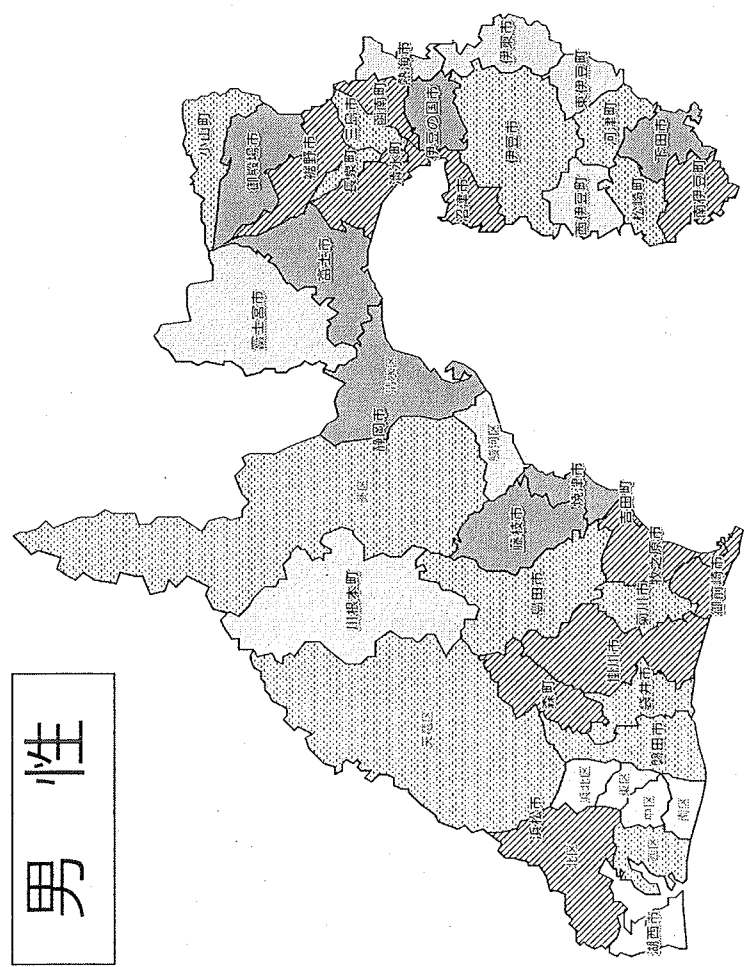 男 性
小山町
御殿場市
裾野市
富士宮市
富士市
長泉町
三島市
函南町
熱海市
清水町
伊豆の国市
沼津市
伊豆市
伊東市
東伊豆町
西伊豆町
河津町
松崎町
下田市
南伊豆町
清水区
静岡市
葵区
駿河区
川根本町
藤枝市
焼津市
島田市
吉田町
牧之原市
菊川市
御前崎市
掛川市
森町
袋井市
磐田市
天竜区
浜松市
浜北区
東区
中区
南区
北区
西区
湖西市